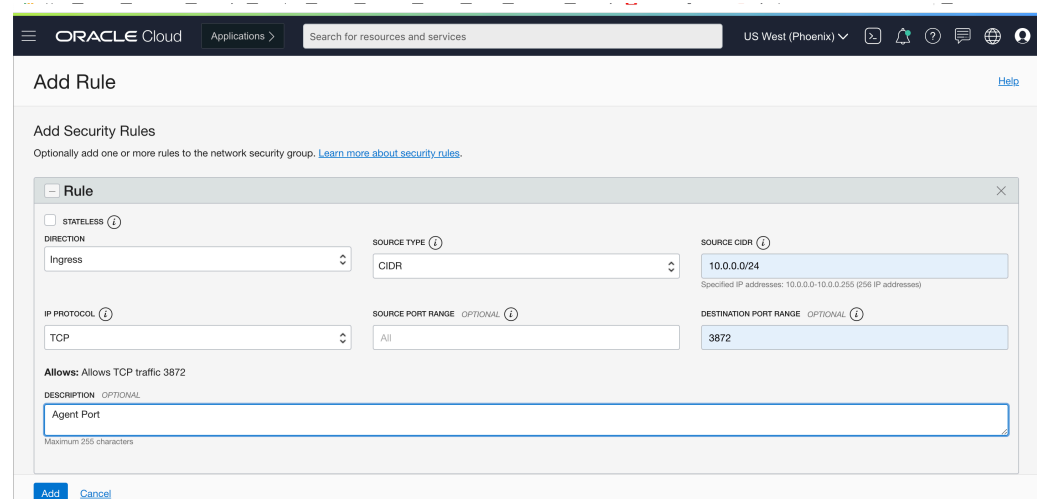 ORACLE Cloud
Applications >
Search for resources and services
US West (Phoenix)
Add Rule
Help
Add Security Rules
Optionally add one or more rules to the network security group. Learn more about security rules.
Rule
STATELESS
DIRECTION
Ingress
SOURCE TYPE
CIDR
SOURCE CIDR
10.0.0.0/24
Specified IP addresses: 10.0.0.0-10.0.0.255 (256 IP addresses)
IP PROTOCOL
TCP
SOURCE PORT RANGE OPTIONAL
All
DESTINATION PORT RANGE OPTIONAL
3872
Allows: Allows TCP traffic 3872
DESCRIPTION OPTIONAL
Agent Port
Maximum 255 characters
Add
Cancel